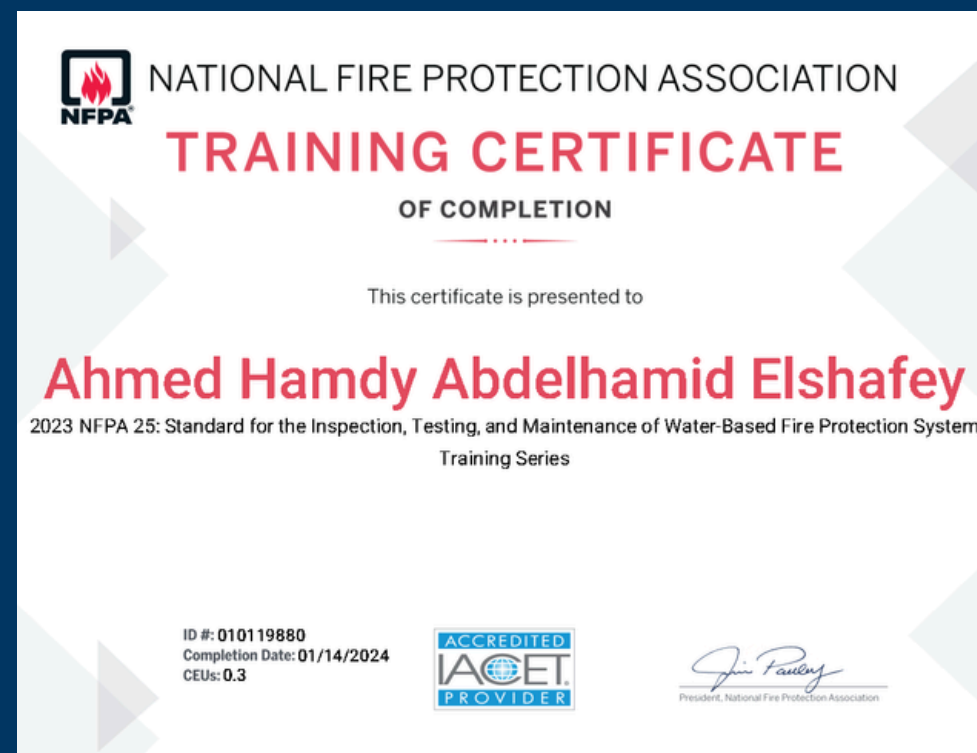 NFPA
NATIONAL FIRE PROTECTION ASSOCIATION
TRAINING CERTIFICATE
OF COMPLETION
This certificate is presented to
Ahmed Hamdy Abdelhamid Elshafey
2023 NFPA 25: Standard for the Inspection, Testing, and Maintenance of Water-Based Fire Protection System
Training Series
ID #: 010119880
Completion Date: 01/14/2024
CEUs: 0.3
ACCREDITED
IACET
PROVIDER
Jim Pauley
President, National Fire Protection Association